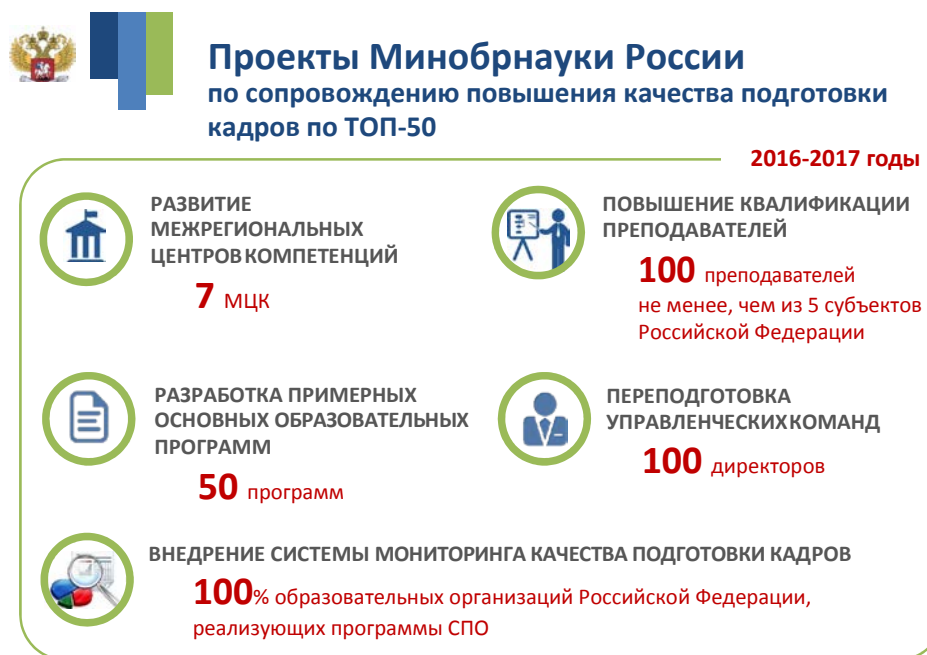 Проекты Минобрнауки России
по сопровождению повышения качества подготовки
кадров по ТОП-50
2016-2017 годы
РАЗВИТИЕ
МЕЖРЕГИОНАЛЬНЫХ
ЦЕНТРОВ КОМПЕТЕНЦИЙ
7 МЦК
ПОВЫШЕНИЕ КВАЛИФИКАЦИИ
ПРЕПОДАВАТЕЛЕЙ
100 преподавателей
не менее, чем из 5 субъектов
Российской Федерации
РАЗРАБОТКА ПРИМЕРНЫХ
ОСНОВНЫХ ОБРАЗОВАТЕЛЬНЫХ
ПРОГРАММ
50 программ
ПЕРЕПОДГОТОВКА
УПРАВЛЕНЧЕСКИХ КОМАНД
100 директоров
ВНЕДРЕНИЕ СИСТЕМЫ МОНИТОРИНГА КАЧЕСТВА ПОДГОТОВКИ КАДРОВ
100% образовательных организаций Российской Федерации,
реализующих программы СПО